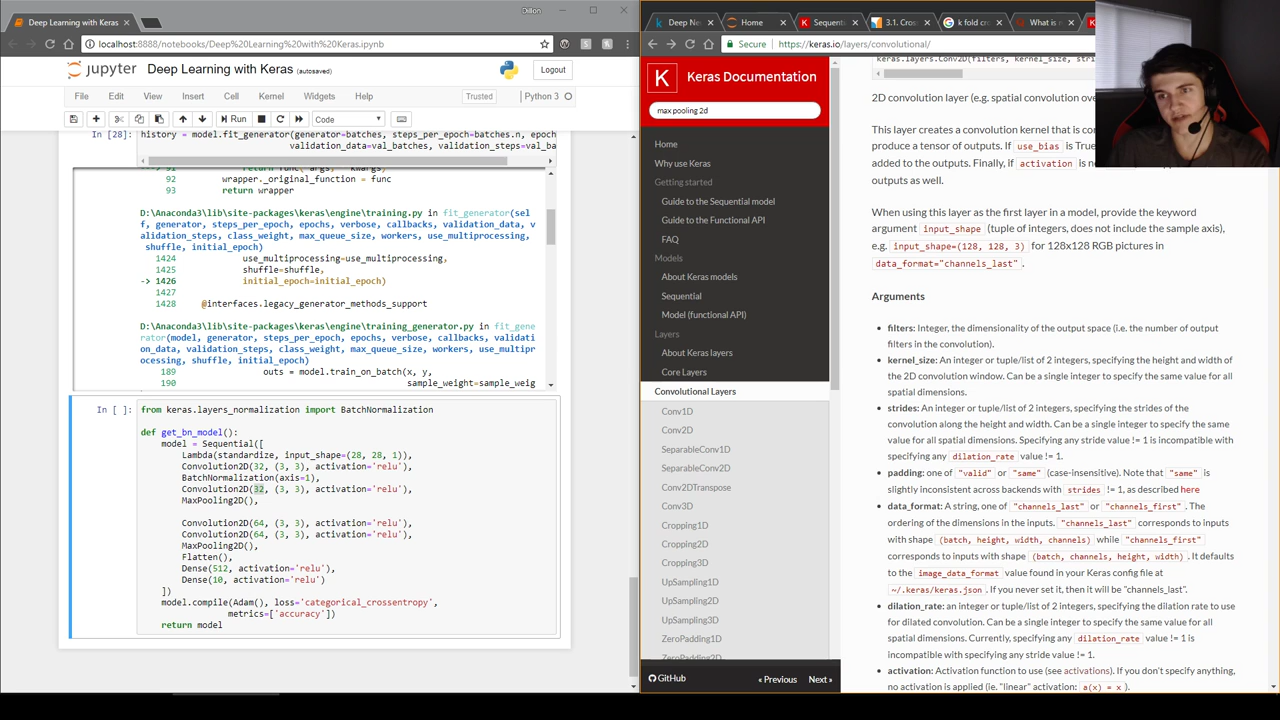 Deep Learning with Keras
Dillon
localhost:8888/notebooks/Deep%20Learning%20with%20Keras.ipynb
jupyter Deep Learning with Keras (autosaved)
Logout
File Edit View Insert Cell Kernel Widgets Help
Trusted
Python 3
Run
Code
In [28]: history = model.fit_generator(generator=batches, steps_per_epoch=batches.n, epoch
validation_data=val_batches, validation_steps=val_ba
92 wrapper._original_function = func
93 return wrapper
D:\Anaconda3\lib\site-packages\keras\engine\training.py in fit_generator(sel
f, generator, steps_per_epoch, epochs, verbose, callbacks, validation_data, v
alidation_steps, class_weight, max_queue_size, workers, use_multiprocessing,
shuffle, initial_epoch)
1424 use_multiprocessing=use_multiprocessing,
1425 shuffle=shuffle,
-> 1426 initial_epoch=initial_epoch)
1427
1428 @interfaces.legacy_generator_methods_support
D:\Anaconda3\lib\site-packages\keras\engine\training_generator.py in fit_gene
rator(model, generator, steps_per_epoch, epochs, verbose, callbacks, validati
on_data, validation_steps, class_weight, max_queue_size, workers, use_multipr
ocessing, shuffle, initial_epoch)
189 outs = model.train_on_batch(x, y,
190 sample_weight=sample_weig
In [ ]: from keras.layers_normalization import BatchNormalization
def get_bn_model():
model = Sequential([
Lambda(standardize, input_shape=(28, 28, 1)),
Convolution2D(32, (3, 3), activation='relu'),
BatchNormalization(axis=1),
Convolution2D(32, (3, 3), activation='relu'),
MaxPooling2D(),
Convolution2D(64, (3, 3), activation='relu'),
Convolution2D(64, (3, 3), activation='relu'),
MaxPooling2D(),
Flatten(),
Dense(512, activation='relu'),
Dense(10, activation='relu')
])
model.compile(Adam(), loss='categorical_crossentropy',
metrics=['accuracy'])
return model
Deep Ne
Home
Sequenti
3.1. Cros
k fold cr
What is n
Secure
https://keras.io/layers/convolutional/
K Keras Documentation
max pooling 2d
Home
Why use Keras
Getting started
Guide to the Sequential model
Guide to the Functional API
FAQ
Models
About Keras models
Sequential
Model (functional API)
Layers
About Keras layers
Core Layers
Convolutional Layers
Conv1D
Conv2D
SeparableConv1D
SeparableConv2D
Conv2DTranspose
Conv3D
Cropping1D
Cropping2D
Cropping3D
UpSampling1D
UpSampling2D
UpSampling3D
ZeroPadding1D
ZeroPadding2D
GitHub
« Previous
Next »
keras.layers.Conv2D(filters, kernel_size, stri
2D convolution layer (e.g. spatial convolution ove
This layer creates a convolution kernel that is con
produce a tensor of outputs. If use_bias is True
added to the outputs. Finally, if activation is n
outputs as well.
When using this layer as the first layer in a model, provide the keyword
argument input_shape (tuple of integers, does not include the sample axis),
e.g. input_shape=(128, 128, 3) for 128x128 RGB pictures in
data_format="channels_last".
Arguments
• filters: Integer, the dimensionality of the output space (i.e. the number of output
filters in the convolution).
• kernel_size: An integer or tuple/list of 2 integers, specifying the height and width of
the 2D convolution window. Can be a single integer to specify the same value for
all spatial dimensions.
• strides: An integer or tuple/list of 2 integers, specifying the strides of the
convolution along the height and width. Can be a single integer to specify the same
value for all spatial dimensions. Specifying any stride value != 1 is incompatible with
specifying any dilation_rate value != 1.
• padding: one of "valid" or "same" (case-insensitive). Note that "same" is
slightly inconsistent across backends with strides != 1, as described here
• data_format: A string, one of "channels_last" or "channels_first". The
ordering of the dimensions in the inputs. "channels_last" corresponds to inputs
with shape (batch, height, width, channels) while "channels_first"
corresponds to inputs with shape (batch, channels, height, width). It defaults
to the image_data_format value found in your Keras config file at
~/.keras/keras.json. If you never set it, then it will be "channels_last".
• dilation_rate: an integer or tuple/list of 2 integers, specifying the dilation rate to
use for dilated convolution. Can be a single integer to specify the same value for all
spatial dimensions. Currently, specifying any dilation_rate value != 1 is
incompatible with specifying any stride value != 1.
• activation: Activation function to use (see activations). If you don't specify anything,
no activation is applied (ie. "linear" activation: a(x) = x).